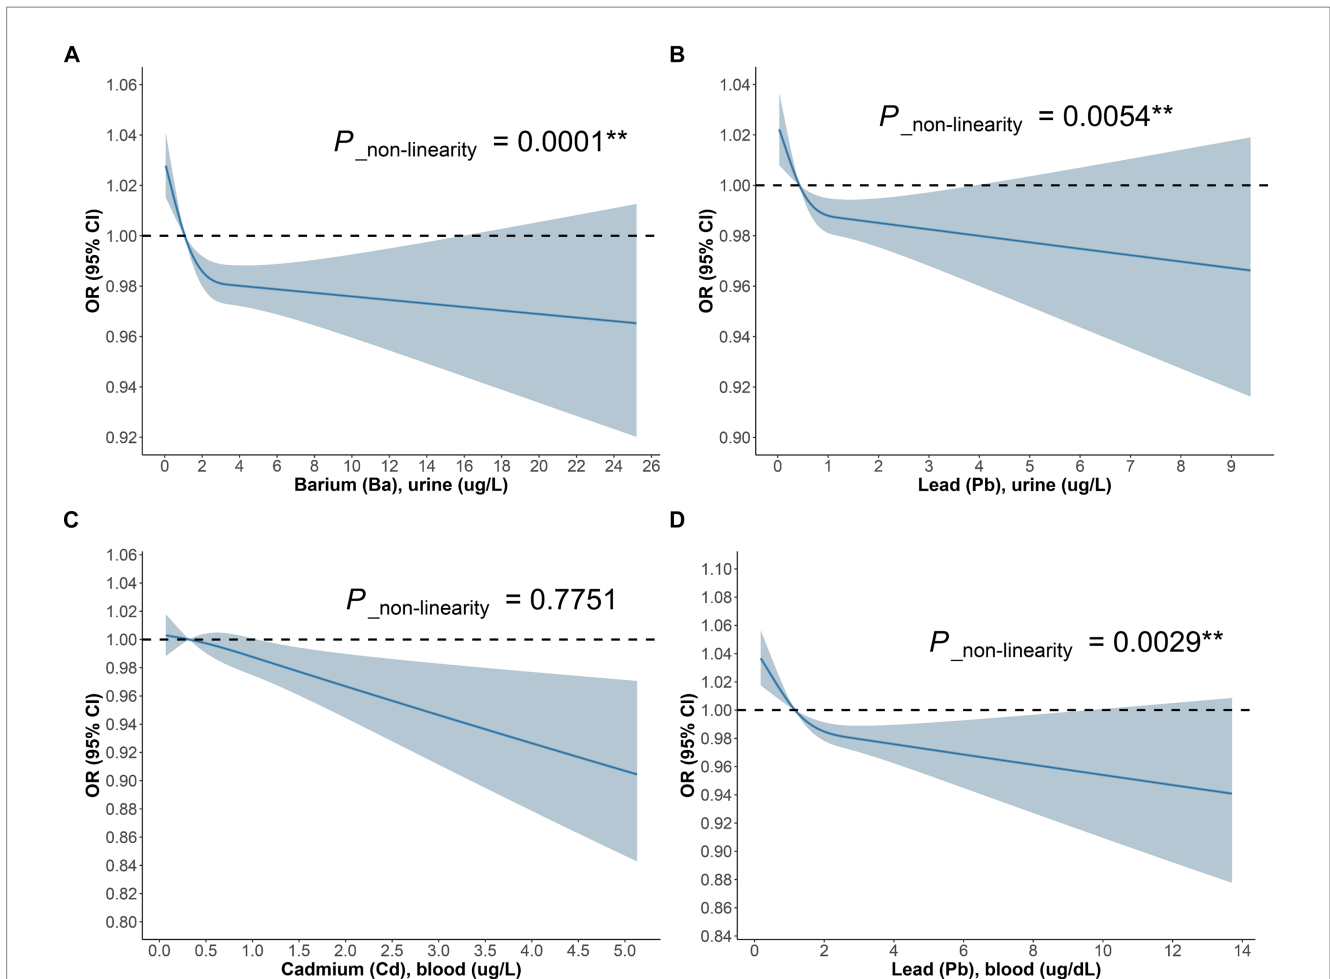 A
OR (95% CI)
1.06
1.04
1.02
1.00
0.98
0.96
0.94
0.92
P_non-linearity = 0.0001**
0 2 4 6 8 10 12 14 16 18 20 22 24 26
Barium (Ba), urine (ug/L)
B
OR (95% CI)
1.04
1.02
1.00
0.98
0.96
0.94
0.92
0.90
P_non-linearity = 0.0054**
0 1 2 3 4 5 6 7 8 9
Lead (Pb), urine (ug/L)
C
OR (95% CI)
1.06
1.04
1.02
1.00
0.98
0.96
0.94
0.92
0.90
0.88
0.86
0.84
0.82
0.80
P_non-linearity = 0.7751
0.0 0.5 1.0 1.5 2.0 2.5 3.0 3.5 4.0 4.5 5.0
Cadmium (Cd), blood (ug/L)
D
OR (95% CI)
1.10
1.08
1.06
1.04
1.02
1.00
0.98
0.96
0.94
0.92
0.90
0.88
0.86
0.84
P_non-linearity = 0.0029**
0 2 4 6 8 10 12 14
Lead (Pb), blood (ug/dL)